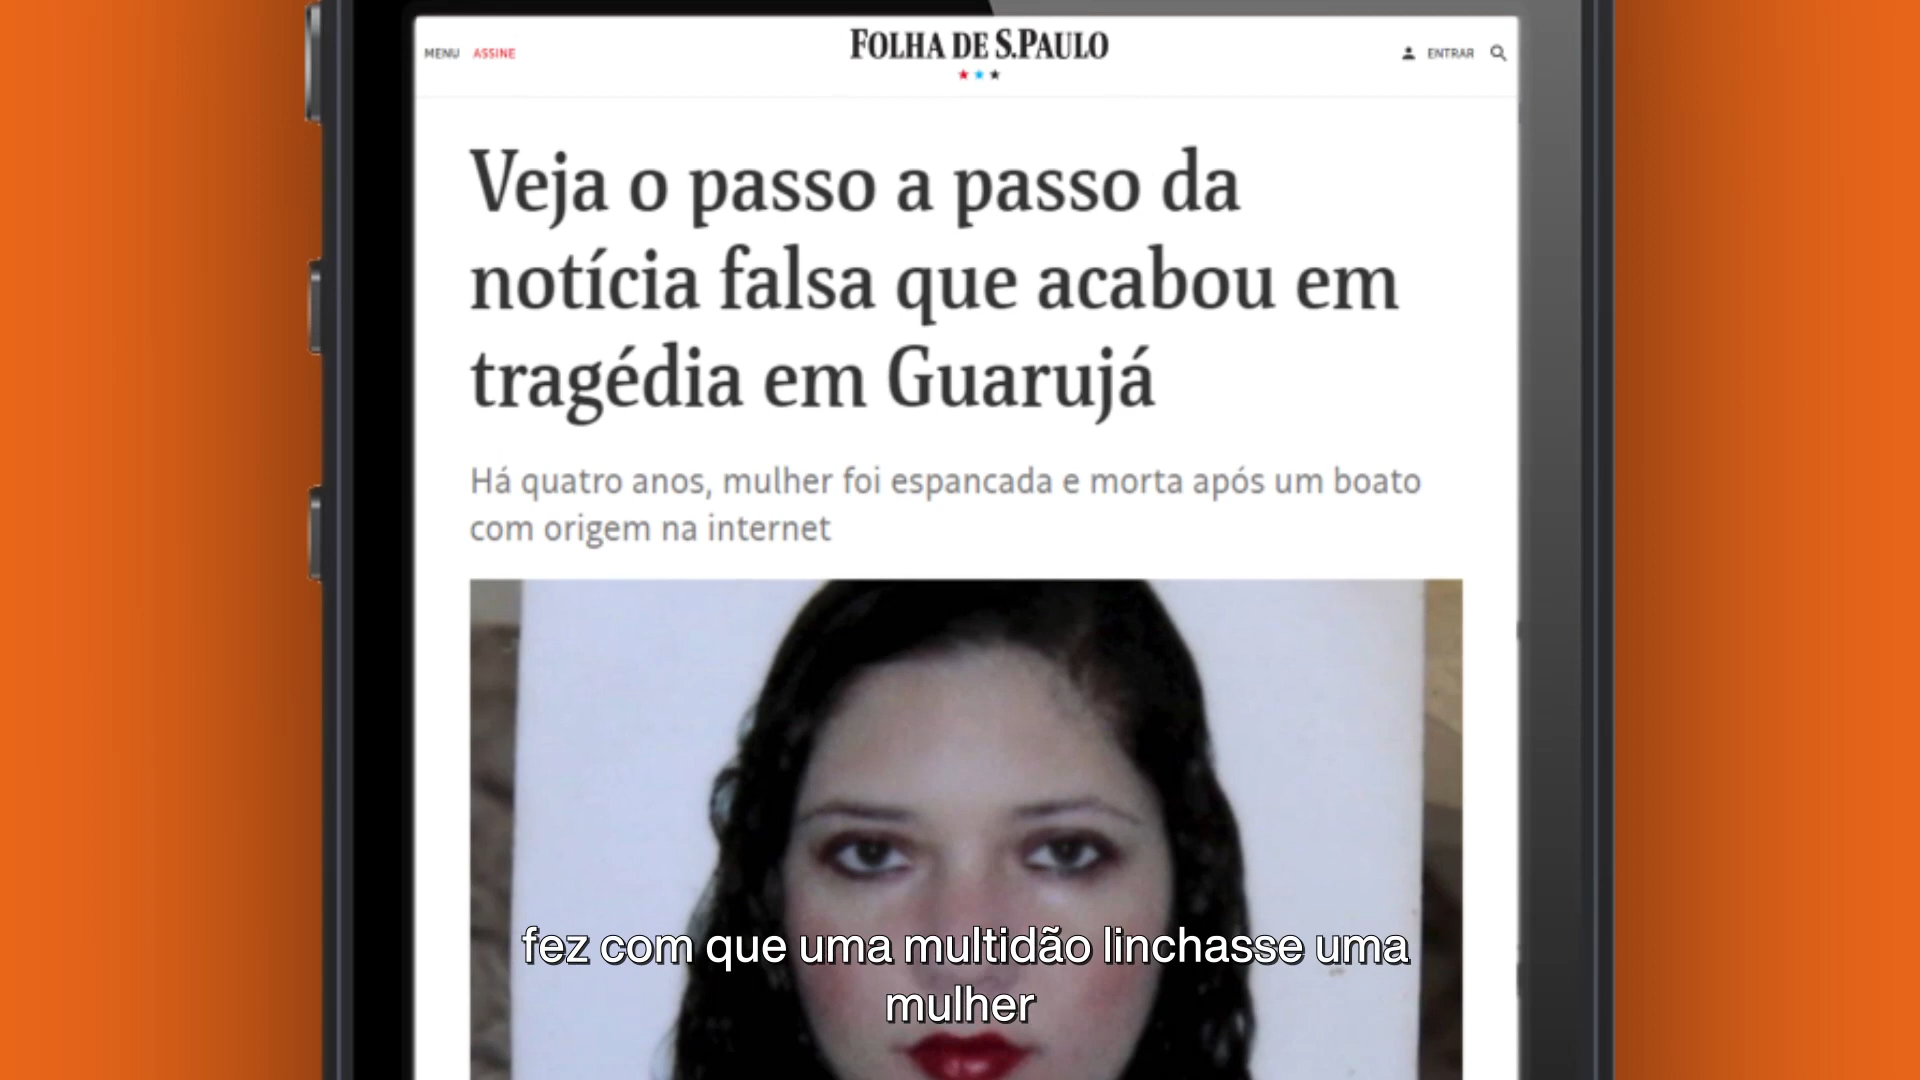 MENU ASSINE FOLHA DE S.PAULO ENTRAR
Veja o passo a passo da
notícia falsa que acabou em
tragédia em Guarujá
Há quatro anos, mulher foi espancada e morta após um boato
com origem na internet
fez com que uma multidão linchasse uma
mulher